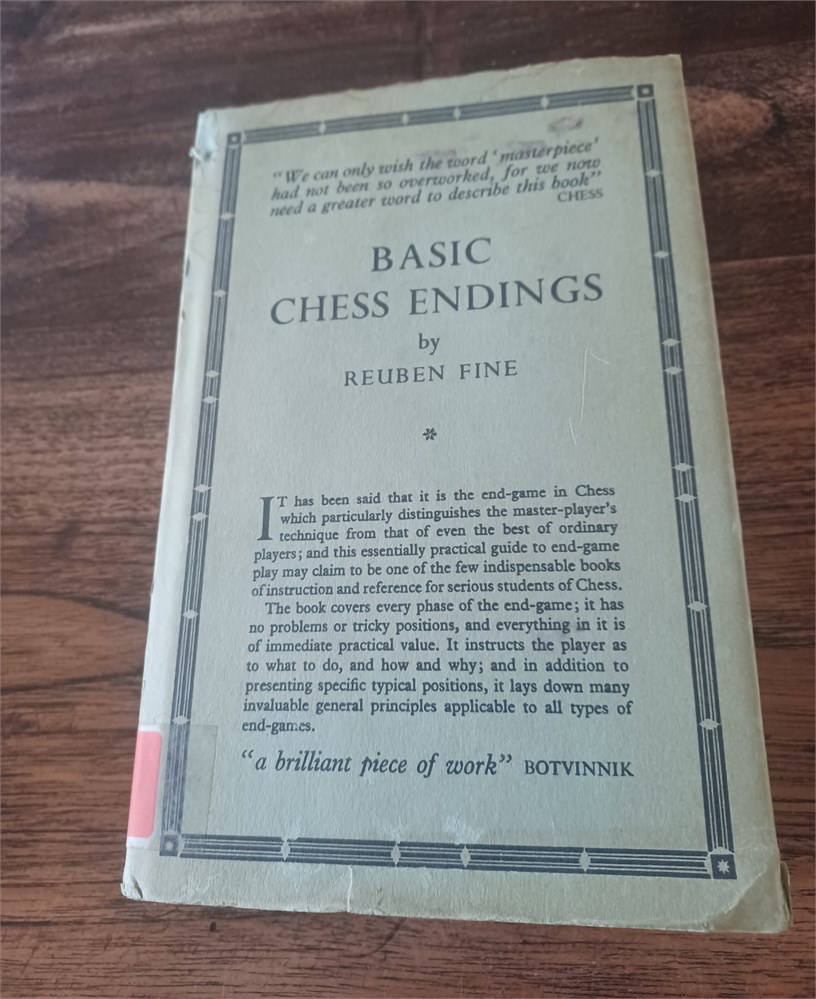 "We can only wish the word 'masterpiece'
had not been so overworked, for we now
need a greater word to describe this book"
CHESS
BASIC
CHESS ENDINGS
by
REUBEN FINE
*
IT has been said that it is the end-game in Chess
which particularly distinguishes the master-player's
technique from that of even the best of ordinary
players; and this essentially practical guide to end-game
play may claim to be one of the few indispensable books
of instruction and reference for serious students of Chess.
The book covers every phase of the end-game; it has
no problems or tricky positions, and everything in it is
of immediate practical value. It instructs the player as
to what to do, and how and why; and in addition to
presenting specific typical positions, it lays down many
invaluable general principles applicable to all types of
end-games.
"a brilliant piece of work" BOTVINNIK